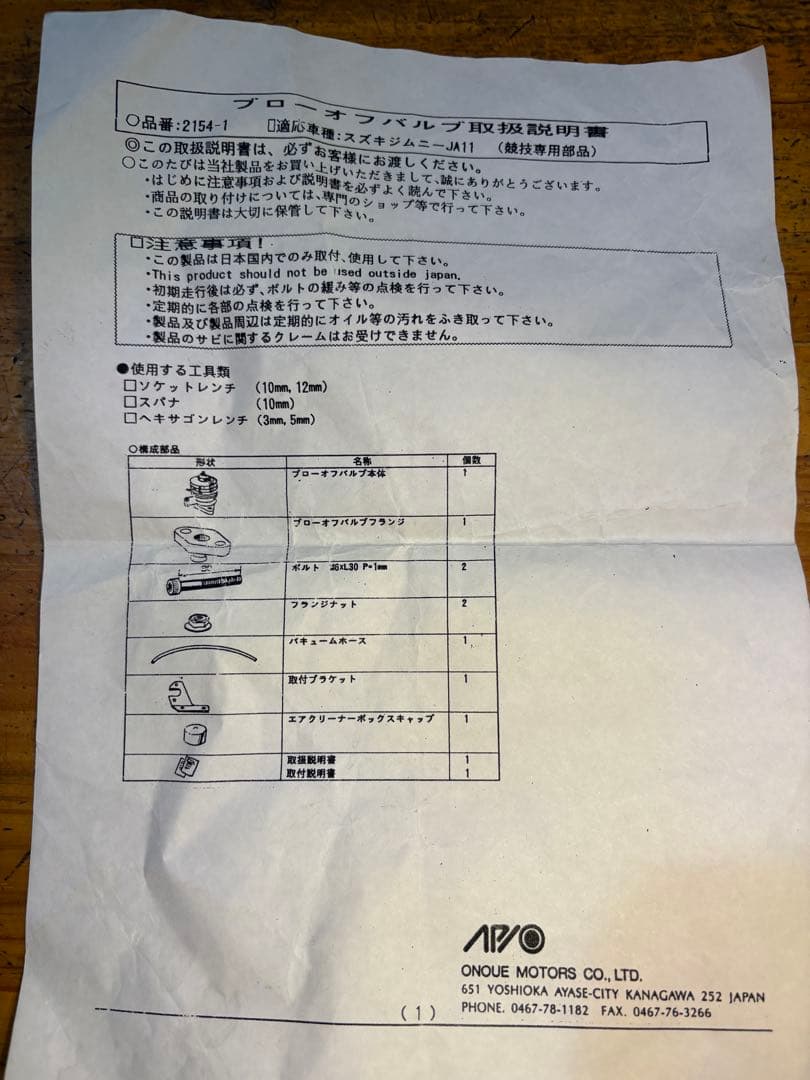 ブローオフバルブ取扱説明書
○品番:2154-1 □適応車種:スズキジムニーJA11 (競技専用部品)
◎この取扱説明書は、必ずお客様にお渡しください。
○このたびは当社製品をお買い上げいただきまして、誠にありがとうございます。
・はじめに注意事項および説明書を必ずよく読んで下さい。
・商品の取り付けについては、専門のショップ等で行って下さい。
・この説明書は大切に保管して下さい。
□注意事項!
・この製品は日本国内でのみ取付、使用して下さい。
・This product should not be used outside japan.
・初期走行後は必ず、ボルトの緩み等の点検を行って下さい。
・定期的に各部の点検を行って下さい。
・製品及び製品周辺は定期的にオイル等の汚れをふき取って下さい。
・製品のサビに関するクレームはお受けできません。
●使用する工具類
□ソケットレンチ (10mm,12mm)
□スパナ (10mm)
□ヘキサゴンレンチ (3mm,5mm)
○構成部品
形状 名称 個数
ブローオフバルブ本体 1
ブローオフバルブフランジ 1
ボルト P=1mm 2
フランジナット 2
バキュームホース 1
取付ブラケット 1
エアクリーナーボックスキャップ 1
取扱説明書 1
取付説明書 1
APIO
ONOUE MOTORS CO.,LTD.
651 YOSHIOKA AYASE-CITY KANAGAWA 252 JAPAN
PHONE. 0467-78-1182 FAX. 0467-76-3266
(1)